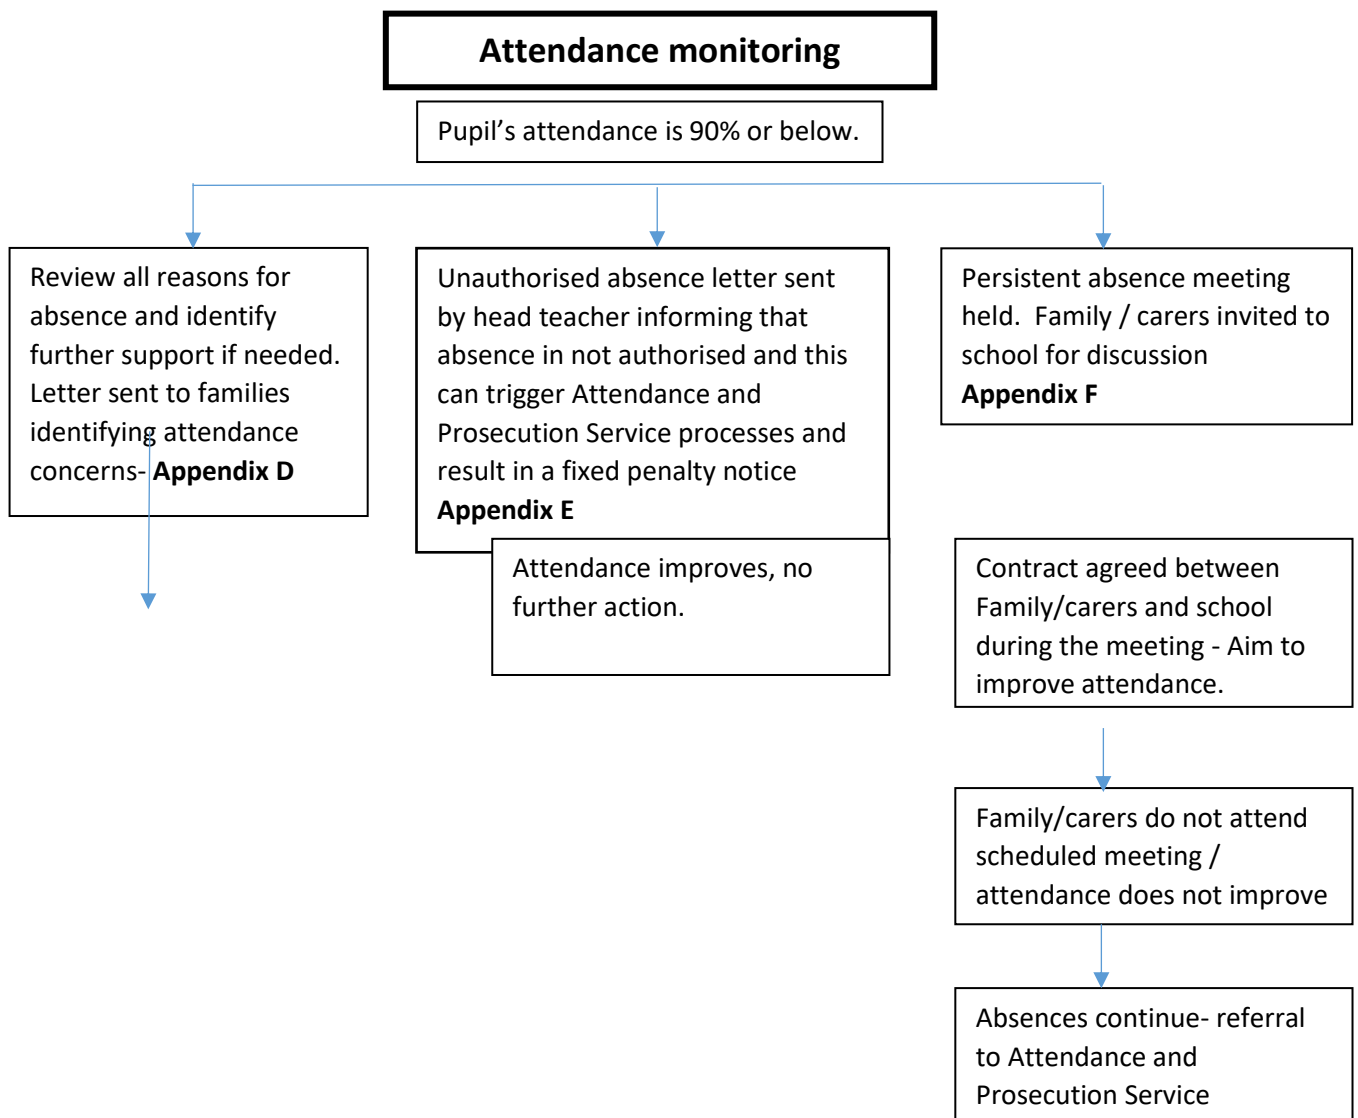 Attendance monitoring
Pupil’s attendance is 90% or below.
Review all reasons for
absence and identify
further support if needed.
Letter sent to families
identifying attendance
concerns- Appendix D
Unauthorised absence letter sent
by head teacher informing that
absence in not authorised and this
can trigger Attendance and
Prosecution Service processes and
result in a fixed penalty notice
Appendix E
Persistent absence meeting
held.  Family / carers invited to
school for discussion
Appendix F
Attendance improves, no
further action.
Contract agreed between
Family/carers and school
during the meeting - Aim to
improve attendance.
Family/carers do not attend
scheduled meeting /
attendance does not improve
Absences continue- referral
to Attendance and
Prosecution Service